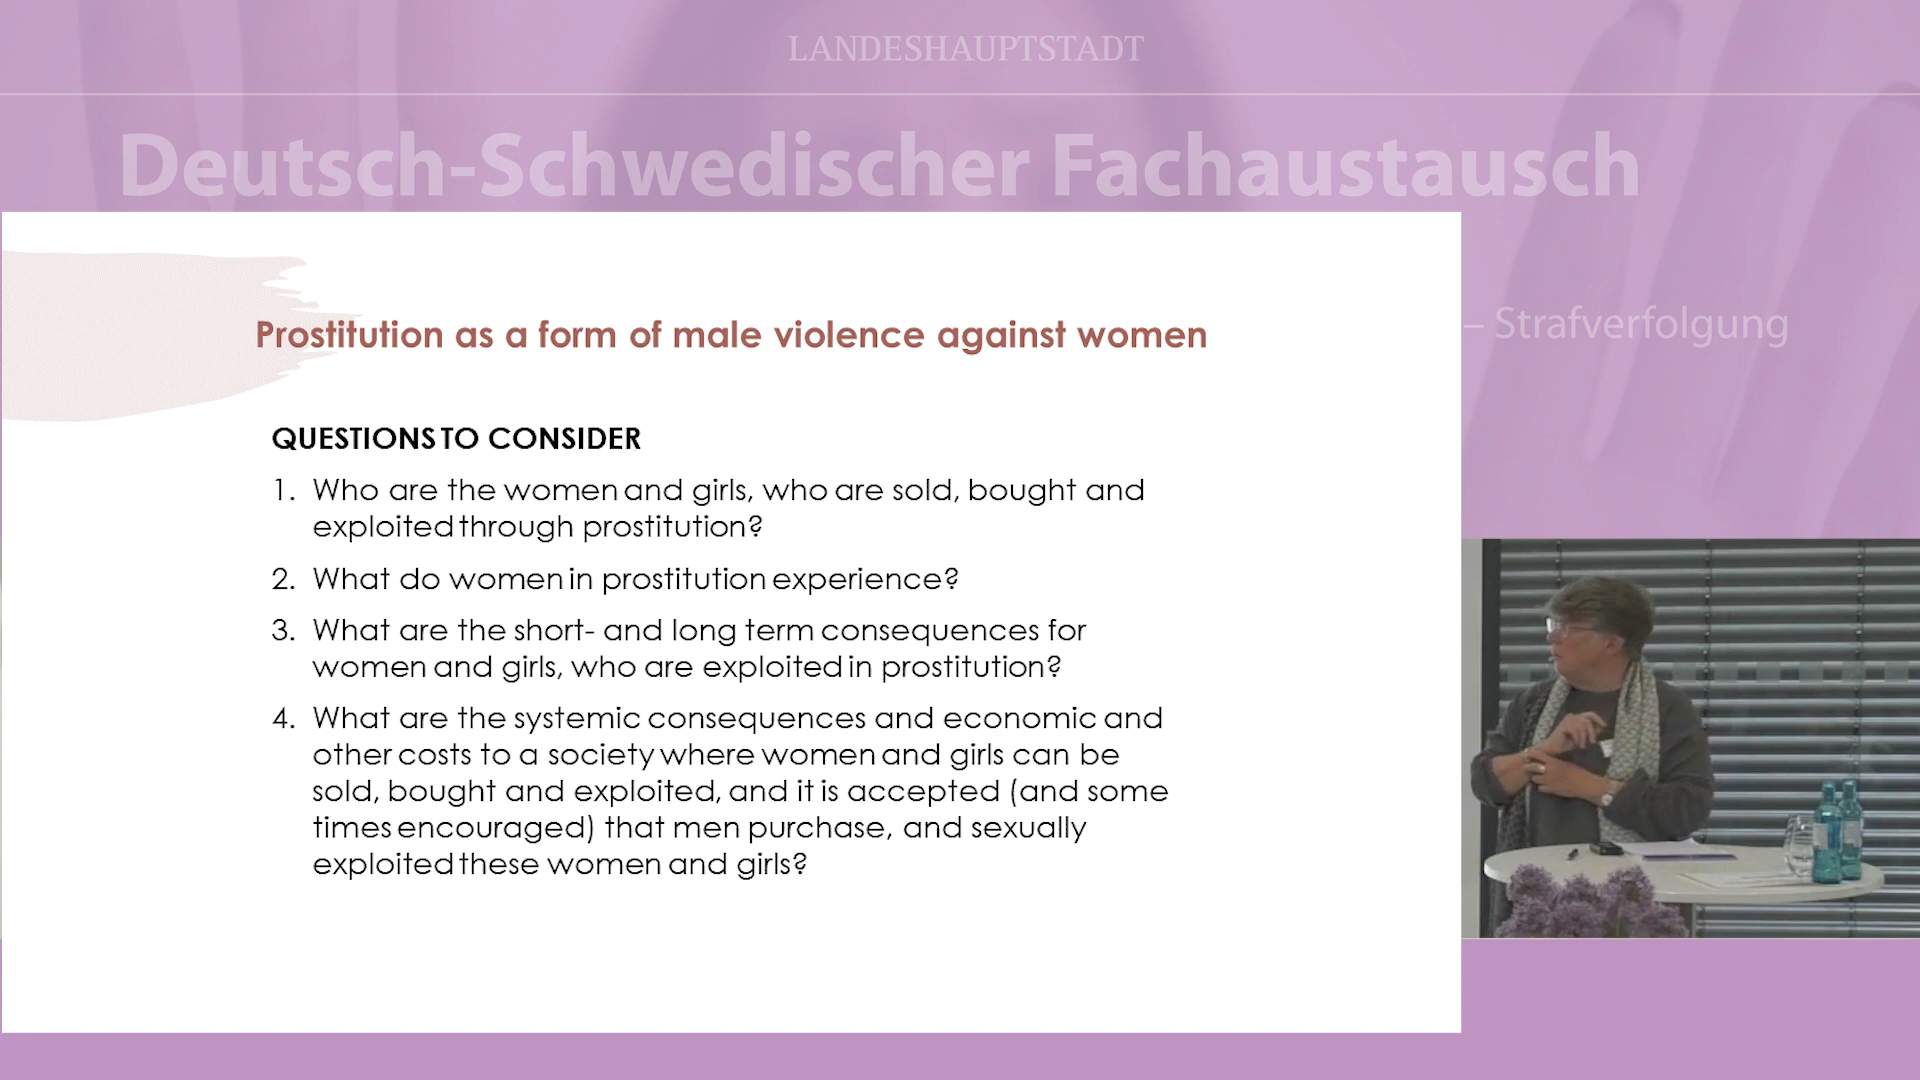 LANDESHAUPTSTADT
Deutsch-Schwedischer Fachaustausch
– Strafverfolgung
Prostitution as a form of male violence against women
QUESTIONS TO CONSIDER
1. Who are the women and girls, who are sold, bought and
exploited through prostitution?
2. What do women in prostitution experience?
3. What are the short- and long term consequences for
women and girls, who are exploited in prostitution?
4. What are the systemic consequences and economic and
other costs to a society where women and girls can be
sold, bought and exploited, and it is accepted (and some
times encouraged) that men purchase, and sexually
exploited these women and girls?